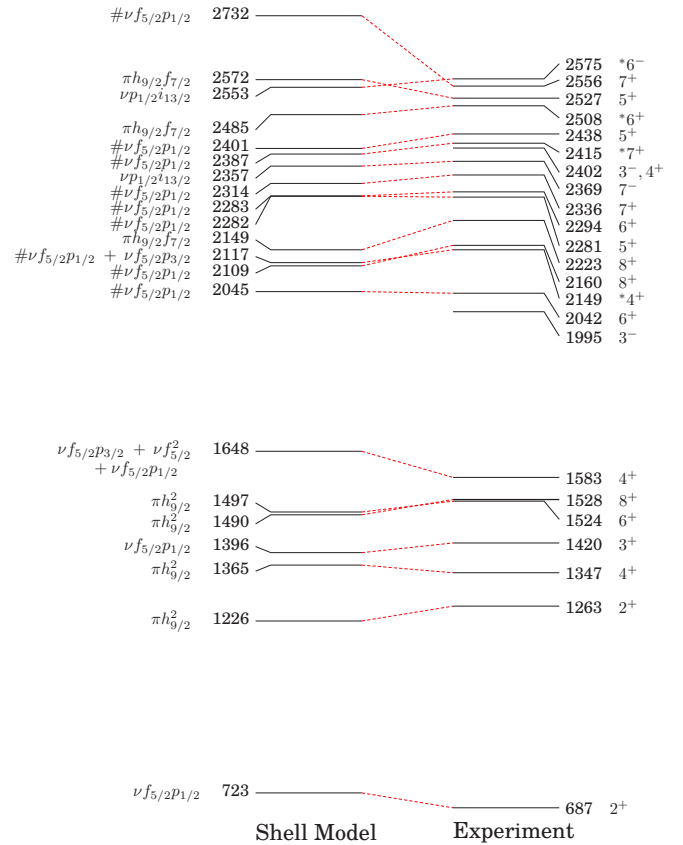 #νf₅/₂p₁/₂ 2732
πh₉/₂f₇/₂ 2572
νp₁/₂i₁₃/₂ 2553
πh₉/₂f₇/₂ 2485
#νf₅/₂p₁/₂ 2401
#νf₅/₂p₁/₂ 2387
νp₁/₂i₁₃/₂ 2357
#νf₅/₂p₁/₂ 2314
#νf₅/₂p₁/₂ 2283
#νf₅/₂p₁/₂ 2282
πh₉/₂f₇/₂ 2149
#νf₅/₂p₁/₂ + νf₅/₂p₃/₂ 2117
#νf₅/₂p₁/₂ 2109
#νf₅/₂p₁/₂ 2045
νf₅/₂p₃/₂ + νf²₅/₂ 1648
+ νf₅/₂p₁/₂
πh²₉/₂ 1497
πh²₉/₂ 1490
νf₅/₂p₁/₂ 1396
πh²₉/₂ 1365
πh²₉/₂ 1226
νf₅/₂p₁/₂ 723
Shell Model
2575 *6⁻
2556 7⁺
2527 5⁺
2508 *6⁺
2438 5⁺
2415 *7⁺
2402 3⁻, 4⁺
2369 7⁻
2336 7⁺
2294 6⁺
2281 5⁺
2223 8⁺
2160 8⁺
2149 *4⁺
2042 6⁺
1995 3⁻
1583 4⁺
1528 8⁺
1524 6⁺
1420 3⁺
1347 4⁺
1263 2⁺
687 2⁺
Experiment